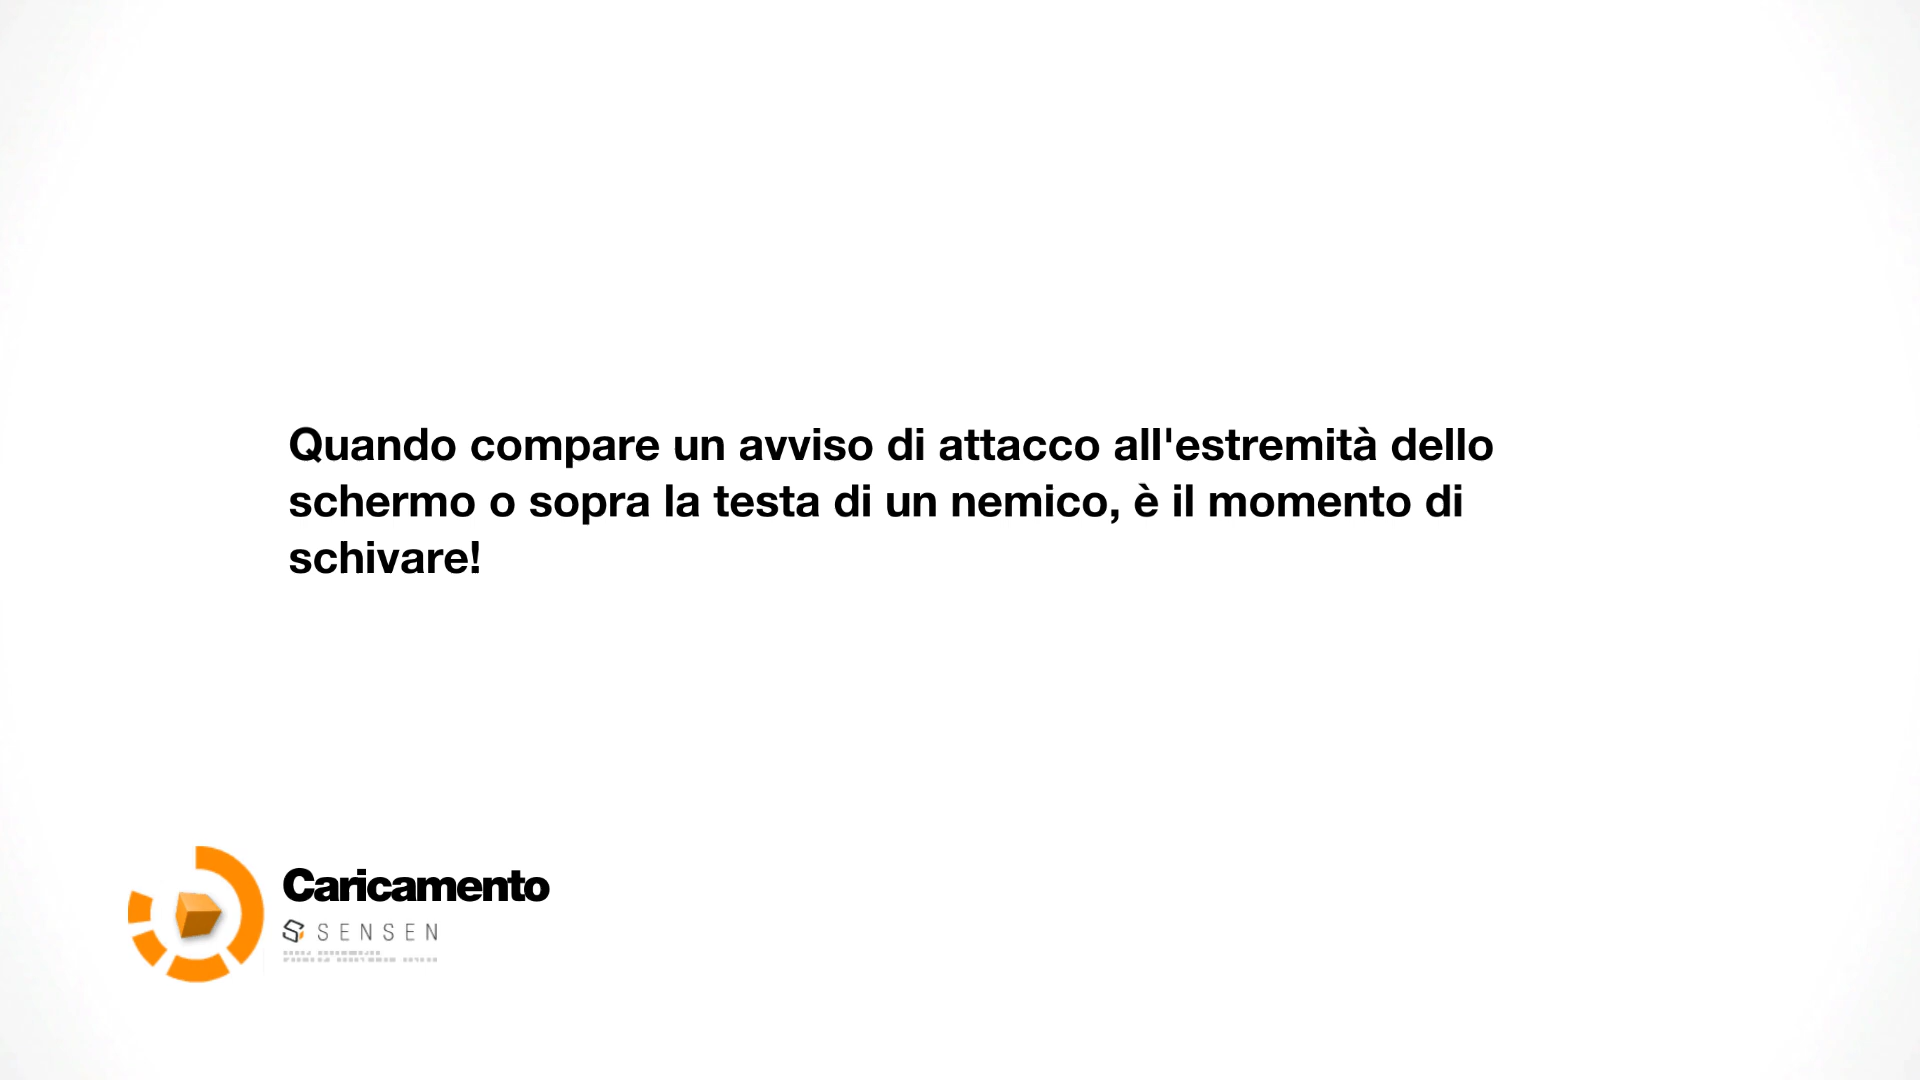 Quando compare un avviso di attacco all'estremità dello
schermo o sopra la testa di un nemico, è il momento di
schivare!
Caricamento
SENSEN